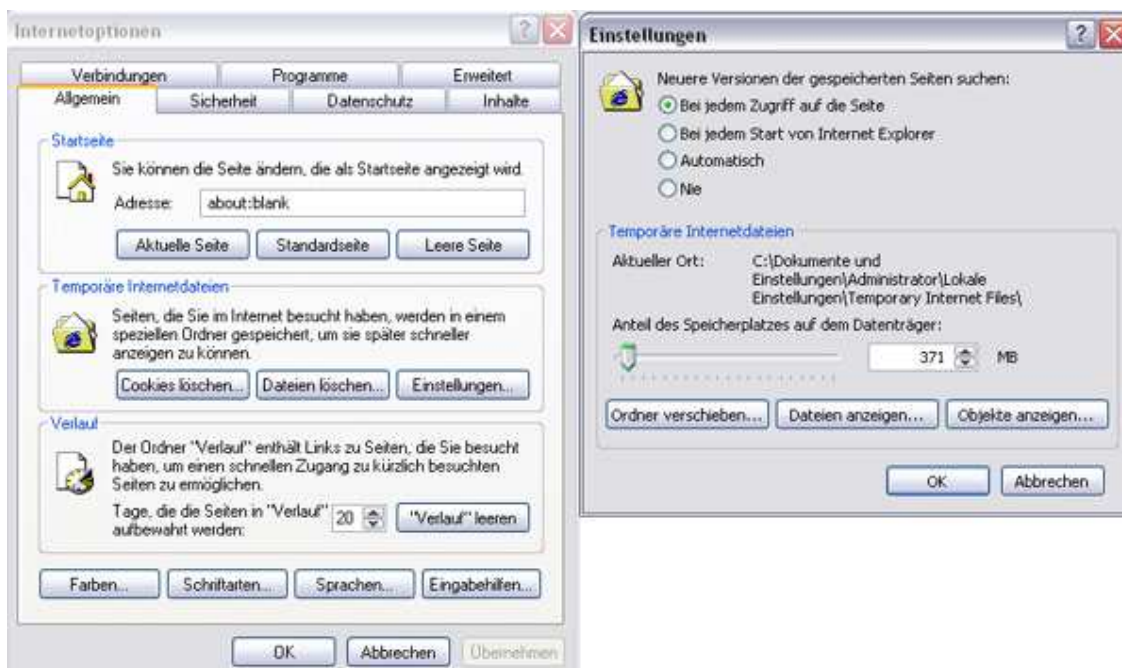 Internetoptionen
Verbindungen Programme Erweitert
Allgemein Sicherheit Datenschutz Inhalte
Startseite
Sie können die Seite ändern, die als Startseite angezeigt wird.
Adresse: about:blank
Aktuelle Seite Standardseite Leere Seite
Temporäre Internetdateien
Seiten, die Sie im Internet besucht haben, werden in einem
speziellen Ordner gespeichert, um sie später schneller
anzeigen zu können.
Cookies löschen... Dateien löschen... Einstellungen...
Verlauf
Der Ordner "Verlauf" enthält Links zu Seiten, die Sie besucht
haben, um einen schnellen Zugang zu kürzlich besuchten
Seiten zu ermöglichen.
Tage, die die Seiten in "Verlauf"
aufbewahrt werden:
20 "Verlauf" leeren
Farben... Schriftarten... Sprachen... Eingabehilfen...
OK Abbrechen Übernehmen
Einstellungen
Neuere Versionen der gespeicherten Seiten suchen:
Bei jedem Zugriff auf die Seite
Bei jedem Start von Internet Explorer
Automatisch
Nie
Temporäre Internetdateien
Aktueller Ort: C:\Dokumente und
Einstellungen\Administrator\Lokale
Einstellungen\Temporary Internet Files\
Anteil des Speicherplatzes auf dem Datenträger:
371 MB
Ordner verschieben... Dateien anzeigen... Objekte anzeigen...
OK Abbrechen